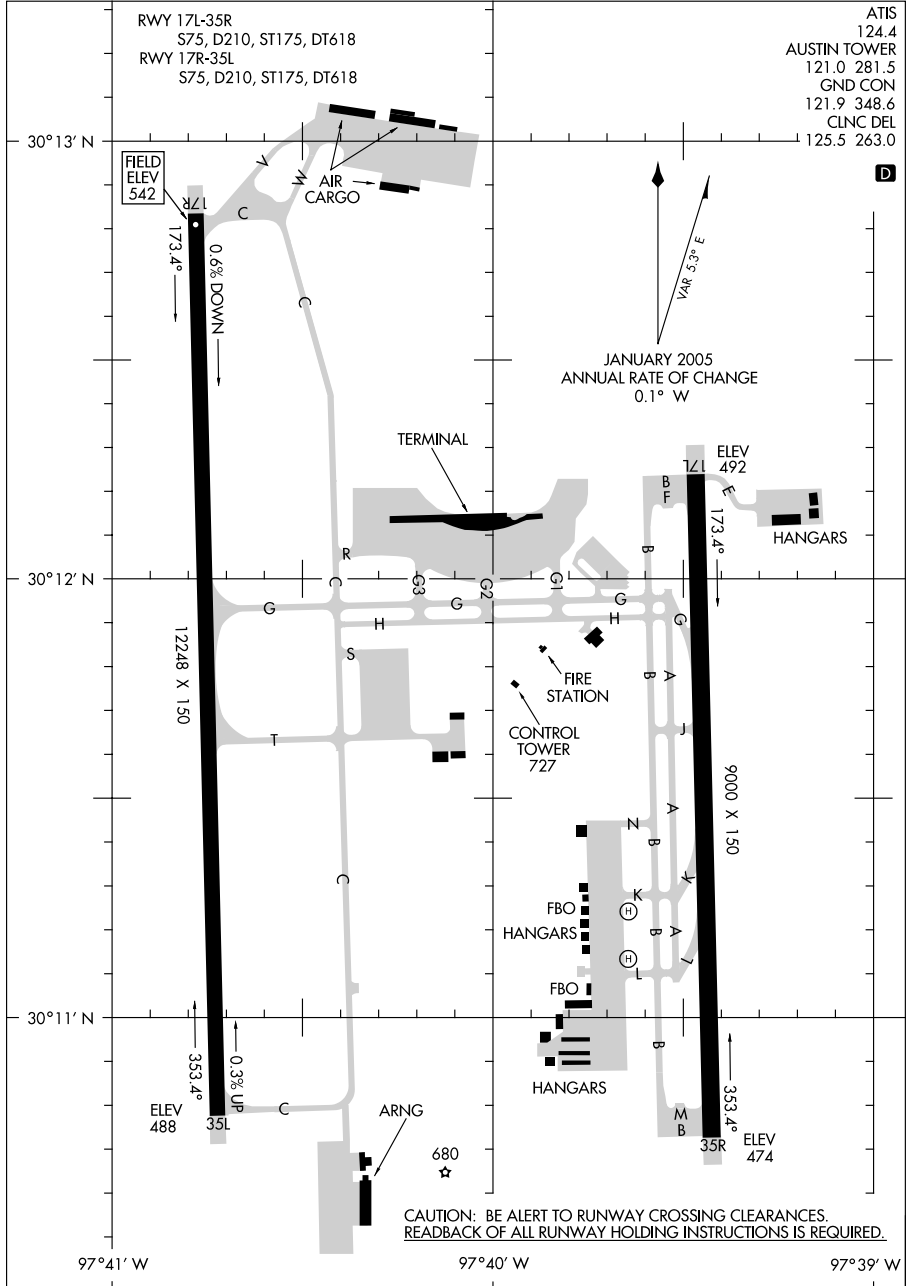 RWY 17L-35R
S75, D210, ST175, DT618
RWY 17R-35L
S75, D210, ST175, DT618
ATIS
124.4
AUSTIN TOWER
121.0 281.5
GND CON
121.9 348.6
CLNC DEL
125.5 263.0
D
30°13' N
FIELD
ELEV
542
V
W
AIR
CARGO
17R
C
173.4°
0.6% DOWN
C
VAR 5.3° E
JANUARY 2005
ANNUAL RATE OF CHANGE
0.1° W
TERMINAL
17L
ELEV
492
B
F
E
HANGARS
173.4°
R
B
30°12' N
C
G3
G2
G1
G
G
G
H
H
G
S
FIRE
STATION
B
A
12248 X 150
CONTROL
TOWER
727
T
J
9000 X 150
A
N
B
C
K
K
FBO
H
HANGARS
B
A
H
L
L
FBO
30°11' N
B
353.4°
0.3% UP
353.4°
HANGARS
ELEV
488
35L
C
ARNG
M
B
35R
ELEV
474
680
CAUTION: BE ALERT TO RUNWAY CROSSING CLEARANCES.
READBACK OF ALL RUNWAY HOLDING INSTRUCTIONS IS REQUIRED.
97°41' W
97°40' W
97°39' W